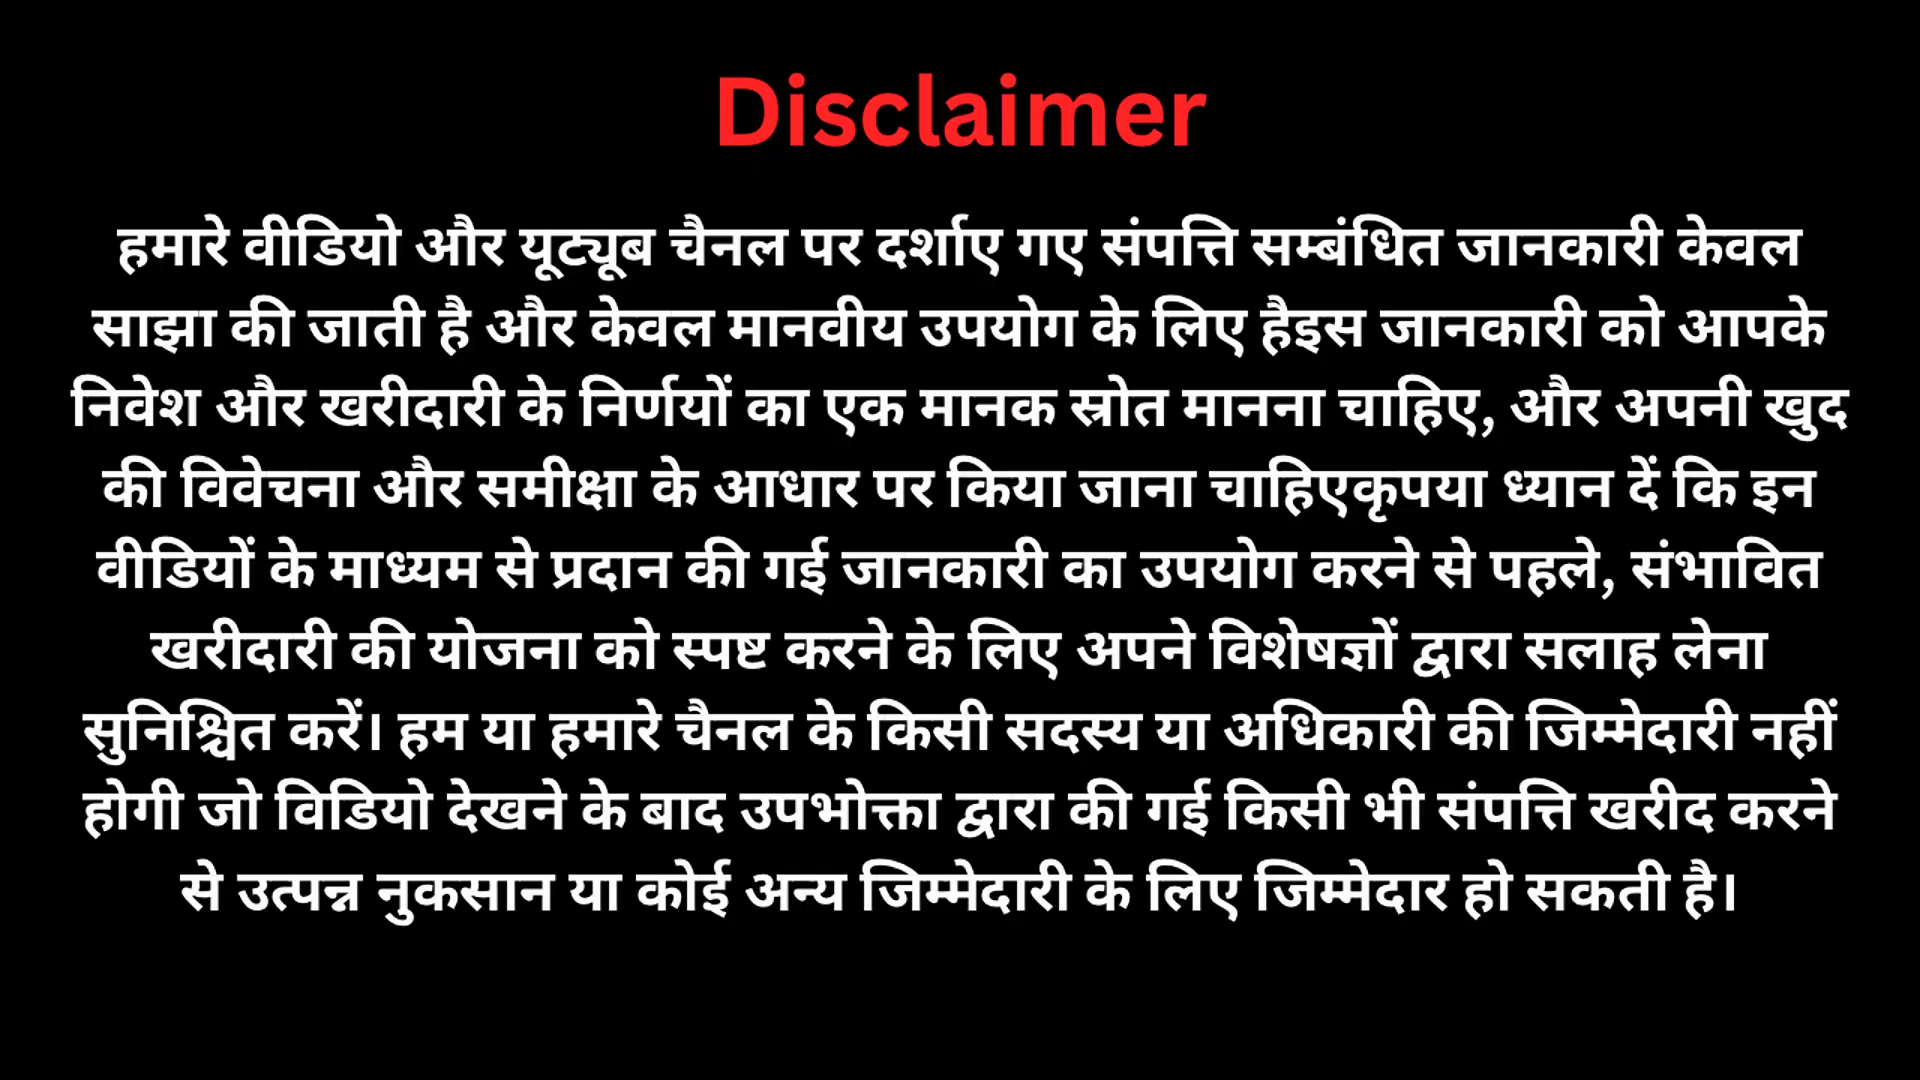 Disclaimer
हमारे वीडियो और यूट्यूब चैनल पर दर्शाए गए संपत्ति सम्बंधित जानकारी केवल
साझा की जाती है और केवल मानवीय उपयोग के लिए हैइस जानकारी को आपके
निवेश और खरीदारी के निर्णयों का एक मानक स्रोत मानना चाहिए, और अपनी खुद
की विवेचना और समीक्षा के आधार पर किया जाना चाहिएकृपया ध्यान दें कि इन
वीडियों के माध्यम से प्रदान की गई जानकारी का उपयोग करने से पहले, संभावित
खरीदारी की योजना को स्पष्ट करने के लिए अपने विशेषज्ञों द्वारा सलाह लेना
सुनिश्चित करें। हम या हमारे चैनल के किसी सदस्य या अधिकारी की जिम्मेदारी नहीं
होगी जो विडियो देखने के बाद उपभोक्ता द्वारा की गई किसी भी संपत्ति खरीद करने
से उत्पन्न नुकसान या कोई अन्य जिम्मेदारी के लिए जिम्मेदार हो सकती है।